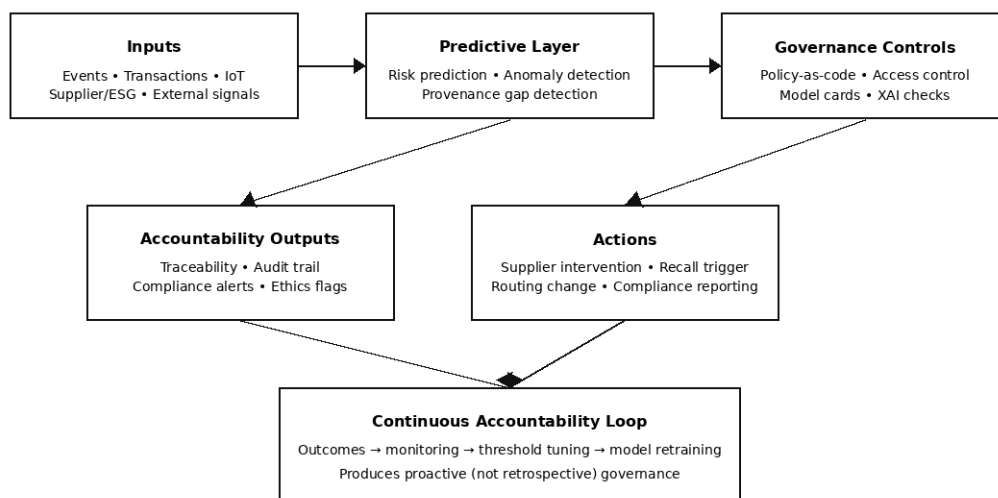 Inputs
Events • Transactions • IoT
Supplier/ESG • External signals
Predictive Layer
Risk prediction • Anomaly detection
Provenance gap detection
Governance Controls
Policy-as-code • Access control
Model cards • XAI checks
Accountability Outputs
Traceability • Audit trail
Compliance alerts • Ethics flags
Actions
Supplier intervention • Recall trigger
Routing change • Compliance reporting
Continuous Accountability Loop
Outcomes → monitoring → threshold tuning → model retraining
Produces proactive (not retrospective) governance